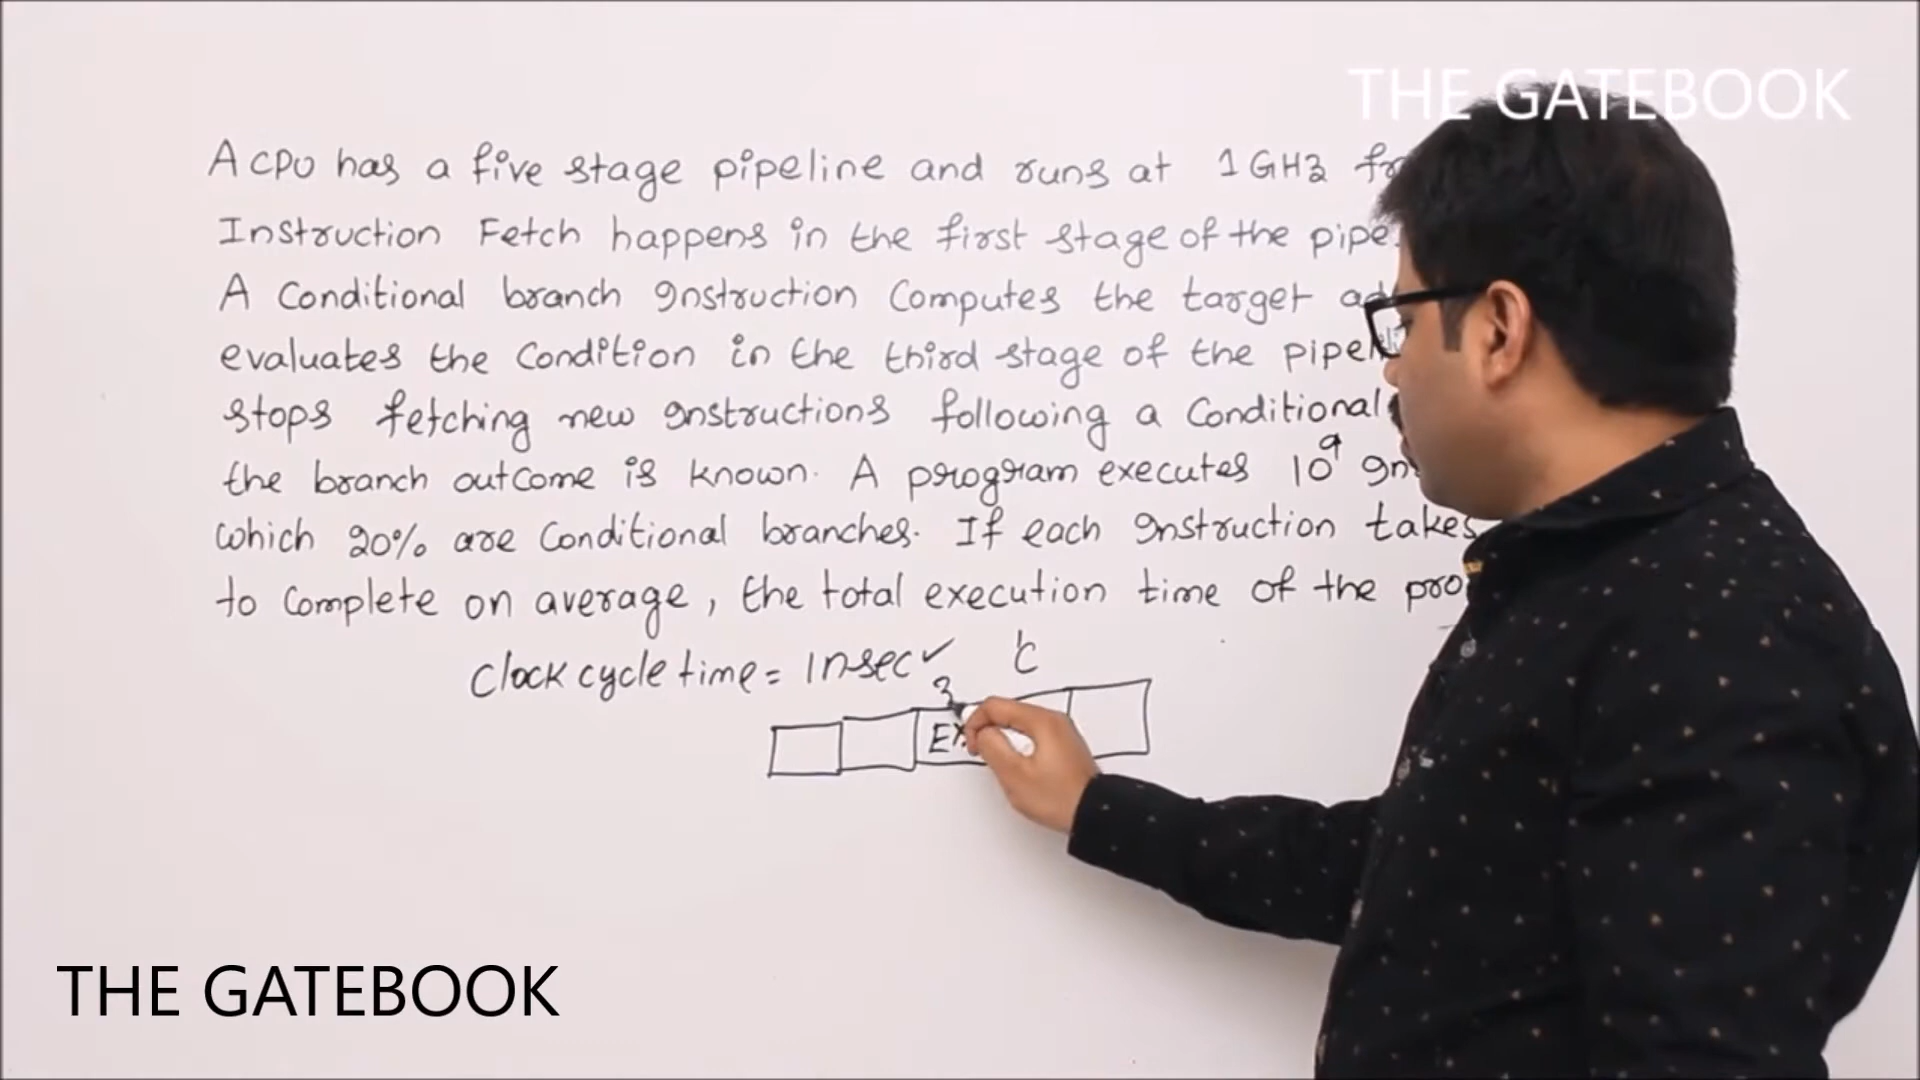 THE GATEBOOK
A CPU has a five stage pipeline and runs at 1 GHz
Instruction Fetch happens in the first stage of the
A Conditional branch Instruction Computes the target
evaluates the Condition in the third stage of the
stops fetching new Instructions following a Conditional
the branch outcome is known. A program executes 10⁹
which 20% are Conditional branches. If each Instruction takes
to Complete on average, the total execution time of the
Clock cycle time = 1nsec ✓ C
3
EX
THE GATEBOOK